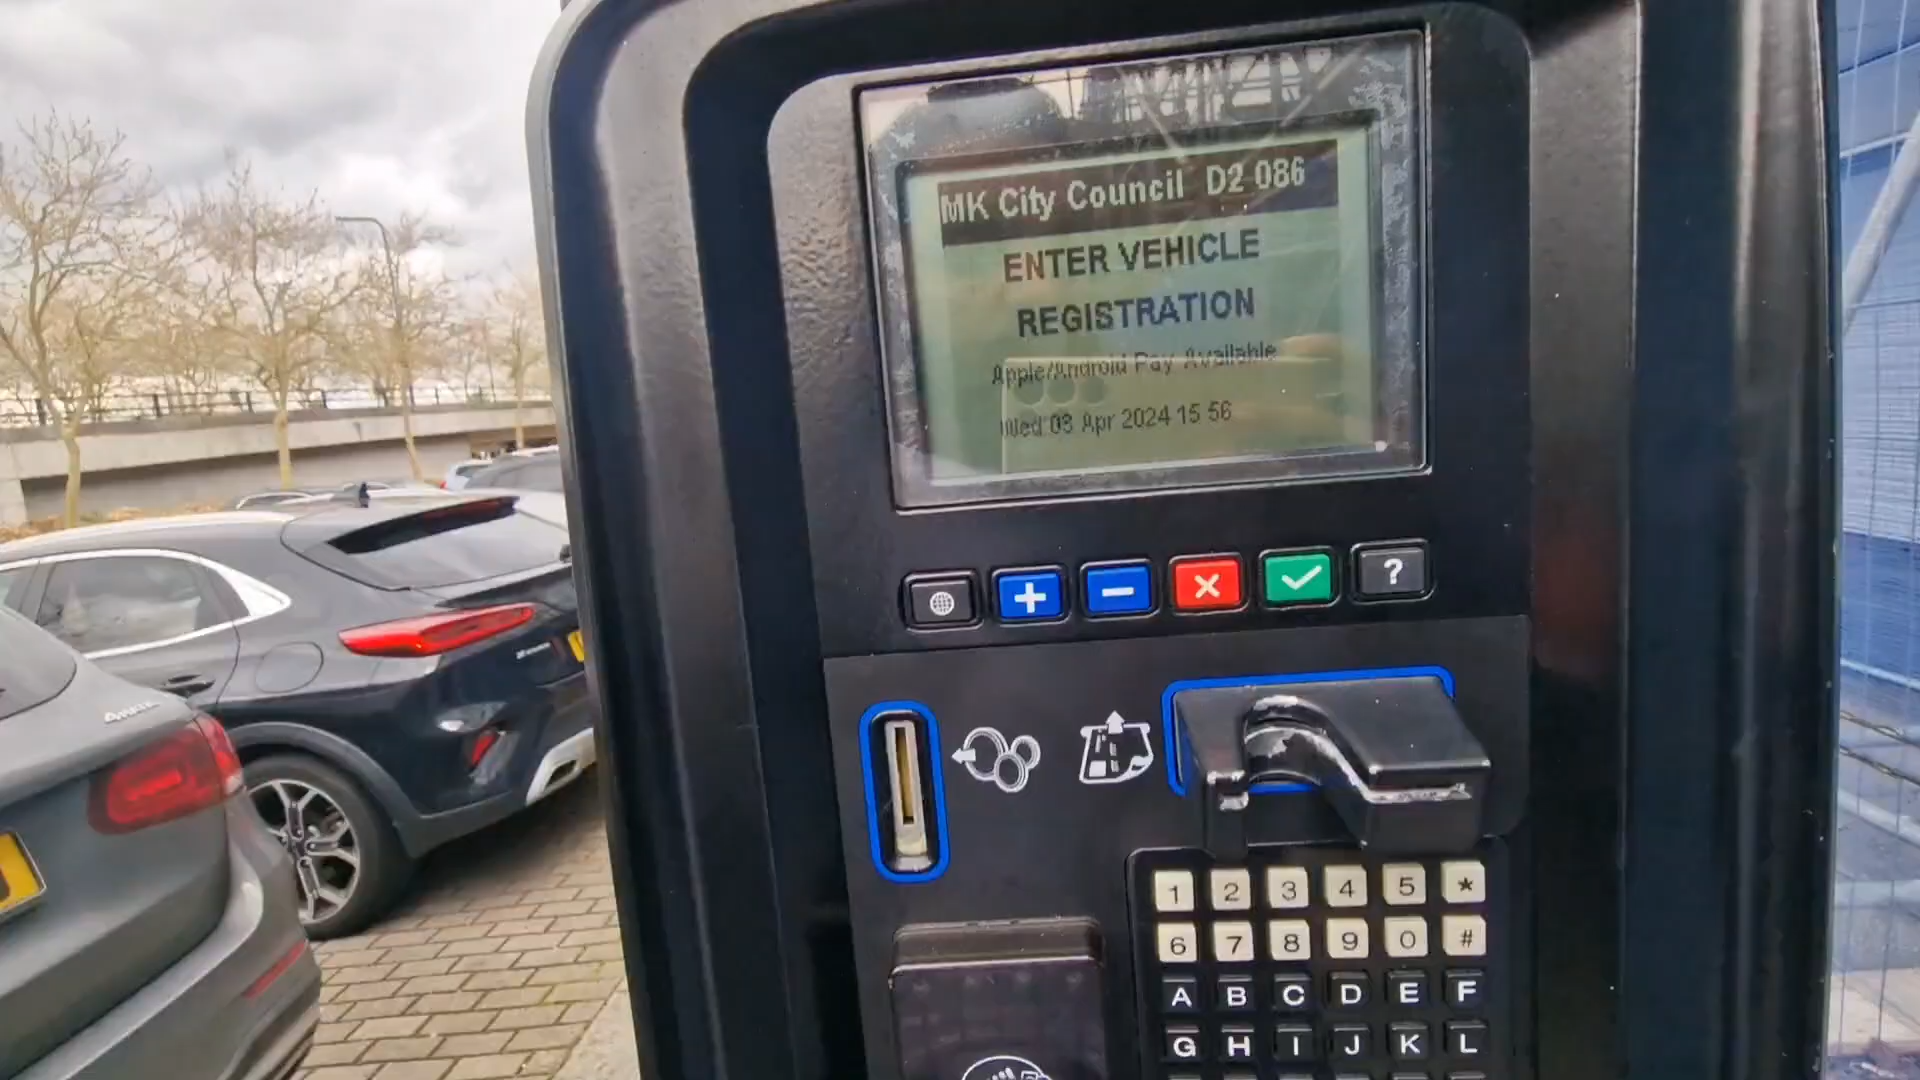 MK City Council D2 086
ENTER VEHICLE
REGISTRATION
Apple/Android Pay Available
Wed 03 Apr 2024 15 56
+ - × ✓ ?
1 2 3 4 5 *
6 7 8 9 0 #
A B C D E F
G H I J K L